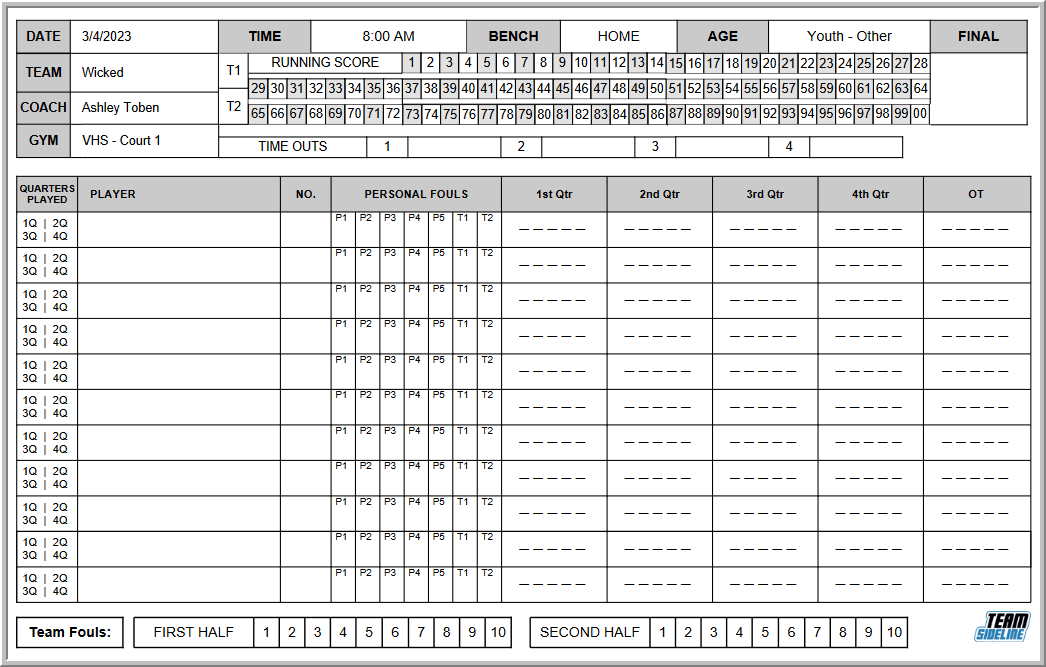 DATE 3/4/2023 TIME 8:00 AM BENCH HOME AGE Youth - Other FINAL
TEAM Wicked T1 RUNNING SCORE 1 2 3 4 5 6 7 8 9 10 11 12 13 14 15 16 17 18 19 20 21 22 23 24 25 26 27 28
29 30 31 32 33 34 35 36 37 38 39 40 41 42 43 44 45 46 47 48 49 50 51 52 53 54 55 56 57 58 59 60 61 62 63 64
COACH Ashley Toben T2 65 66 67 68 69 70 71 72 73 74 75 76 77 78 79 80 81 82 83 84 85 86 87 88 89 90 91 92 93 94 95 96 97 98 99 00
GYM VHS - Court 1 TIME OUTS 1 2 3 4
QUARTERS PLAYED PLAYER NO. PERSONAL FOULS 1st Qtr 2nd Qtr 3rd Qtr 4th Qtr OT
1Q | 2Q P1 P2 P3 P4 P5 T1 T2 _ _ _ _ _ _ _ _ _ _ _ _ _ _ _ _ _ _ _ _ _ _ _ _ _
3Q | 4Q
1Q | 2Q P1 P2 P3 P4 P5 T1 T2 _ _ _ _ _ _ _ _ _ _ _ _ _ _ _ _ _ _ _ _ _ _ _ _ _
3Q | 4Q
1Q | 2Q P1 P2 P3 P4 P5 T1 T2 _ _ _ _ _ _ _ _ _ _ _ _ _ _ _ _ _ _ _ _ _ _ _ _ _
3Q | 4Q
1Q | 2Q P1 P2 P3 P4 P5 T1 T2 _ _ _ _ _ _ _ _ _ _ _ _ _ _ _ _ _ _ _ _ _ _ _ _ _
3Q | 4Q
1Q | 2Q P1 P2 P3 P4 P5 T1 T2 _ _ _ _ _ _ _ _ _ _ _ _ _ _ _ _ _ _ _ _ _ _ _ _ _
3Q | 4Q
1Q | 2Q P1 P2 P3 P4 P5 T1 T2 _ _ _ _ _ _ _ _ _ _ _ _ _ _ _ _ _ _ _ _ _ _ _ _ _
3Q | 4Q
1Q | 2Q P1 P2 P3 P4 P5 T1 T2 _ _ _ _ _ _ _ _ _ _ _ _ _ _ _ _ _ _ _ _ _ _ _ _ _
3Q | 4Q
1Q | 2Q P1 P2 P3 P4 P5 T1 T2 _ _ _ _ _ _ _ _ _ _ _ _ _ _ _ _ _ _ _ _ _ _ _ _ _
3Q | 4Q
1Q | 2Q P1 P2 P3 P4 P5 T1 T2 _ _ _ _ _ _ _ _ _ _ _ _ _ _ _ _ _ _ _ _ _ _ _ _ _
3Q | 4Q
1Q | 2Q P1 P2 P3 P4 P5 T1 T2 _ _ _ _ _ _ _ _ _ _ _ _ _ _ _ _ _ _ _ _ _ _ _ _ _
3Q | 4Q
1Q | 2Q P1 P2 P3 P4 P5 T1 T2 _ _ _ _ _ _ _ _ _ _ _ _ _ _ _ _ _ _ _ _ _ _ _ _ _
3Q | 4Q
Team Fouls: FIRST HALF 1 2 3 4 5 6 7 8 9 10 SECOND HALF 1 2 3 4 5 6 7 8 9 10
TEAM
SIDELINE